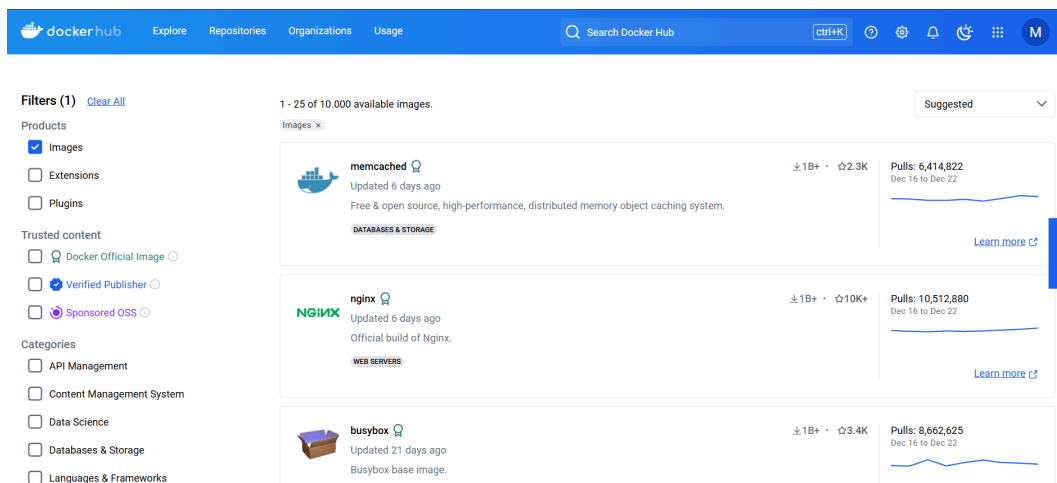 dockerhub Explore Repositories Organizations Usage Search Docker Hub ctrl+K M
Filters (1) Clear All
Products
Images
Extensions
Plugins
Trusted content
Docker Official Image
Verified Publisher
Sponsored OSS
Categories
API Management
Content Management System
Data Science
Databases & Storage
Languages & Frameworks
1 - 25 of 10.000 available images.
Suggested
Images ×
memcached
1B+ · 2.3K
Updated 6 days ago
Free & open source, high-performance, distributed memory object caching system.
DATABASES & STORAGE
Pulls: 6,414,822
Dec 16 to Dec 22
Learn more
NGINX
nginx
1B+ · 10K+
Updated 6 days ago
Official build of Nginx.
WEB SERVERS
Pulls: 10,512,880
Dec 16 to Dec 22
Learn more
busybox
1B+ · 3.4K
Updated 21 days ago
Busybox base image.
Pulls: 8,662,625
Dec 16 to Dec 22